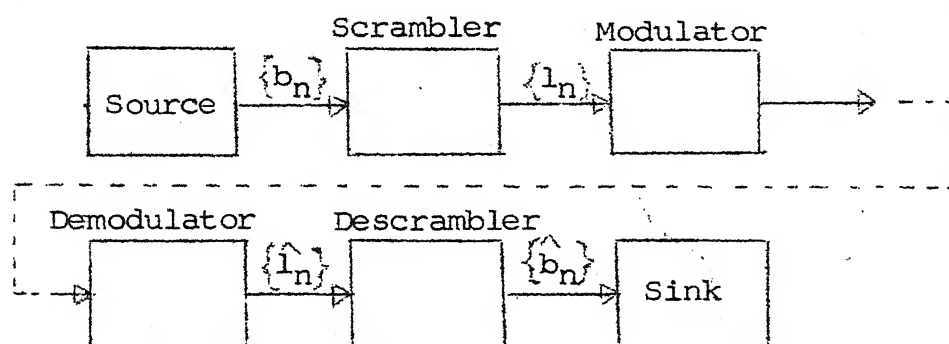 Scrambler Modulator
Source {b_n} {l_n}
Demodulator Descrambler
{l̂_n} {b̂_n} Sink